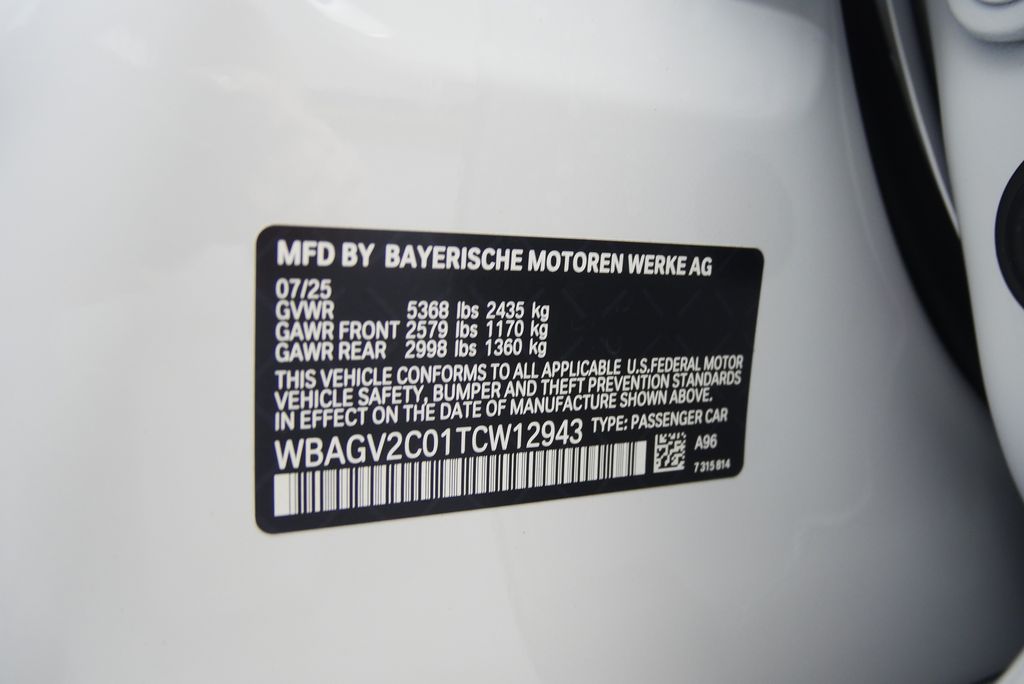 MFD BY BAYERISCHE MOTOREN WERKE AG
07/25
GVWR 5368 lbs 2435 kg
GAWR FRONT 2579 lbs 1170 kg
GAWR REAR 2998 lbs 1360 kg
THIS VEHICLE CONFORMS TO ALL APPLICABLE U.S.FEDERAL MOTOR
VEHICLE SAFETY, BUMPER AND THEFT PREVENTION STANDARDS
IN EFFECT ON THE DATE OF MANUFACTURE SHOWN ABOVE.
WBAGV2C01TCW12943 TYPE: PASSENGER CAR
A96
7 315 814